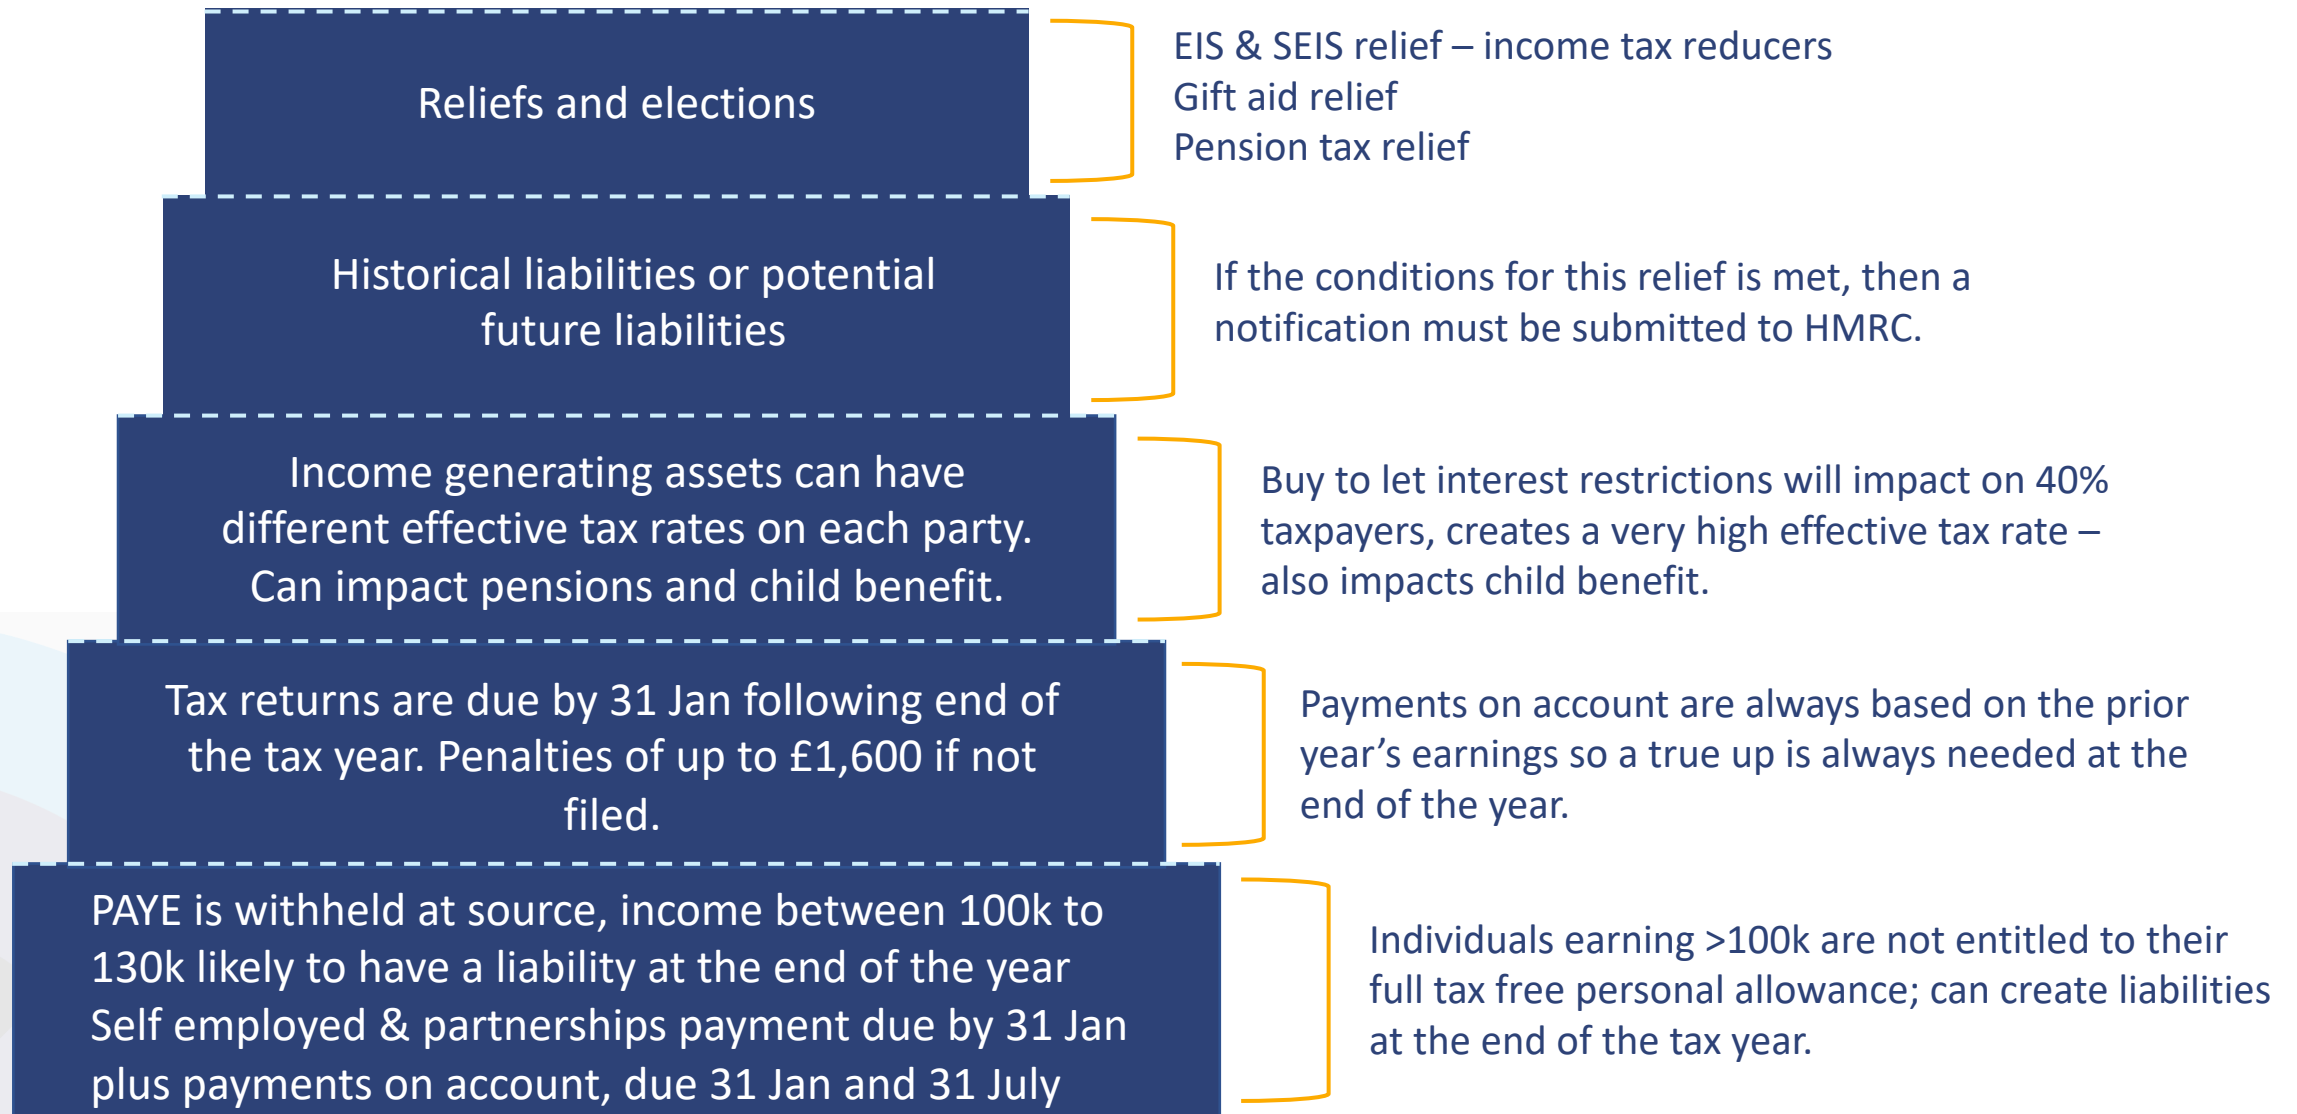 Reliefs and elections
EIS & SEIS relief – income tax reducers
Gift aid relief
Pension tax relief
Historical liabilities or potential
future liabilities
If the conditions for this relief is met, then a
notification must be submitted to HMRC.
Income generating assets can have
different effective tax rates on each party.
Can impact pensions and child benefit.
Buy to let interest restrictions will impact on 40%
taxpayers, creates a very high effective tax rate –
also impacts child benefit.
Tax returns are due by 31 Jan following end of
the tax year. Penalties of up to £1,600 if not
filed.
Payments on account are always based on the prior
year’s earnings so a true up is always needed at the
end of the year.
PAYE is withheld at source, income between 100k to
130k likely to have a liability at the end of the year
Self employed & partnerships payment due by 31 Jan
plus payments on account, due 31 Jan and 31 July
Individuals earning >100k are not entitled to their
full tax free personal allowance; can create liabilities
at the end of the tax year.